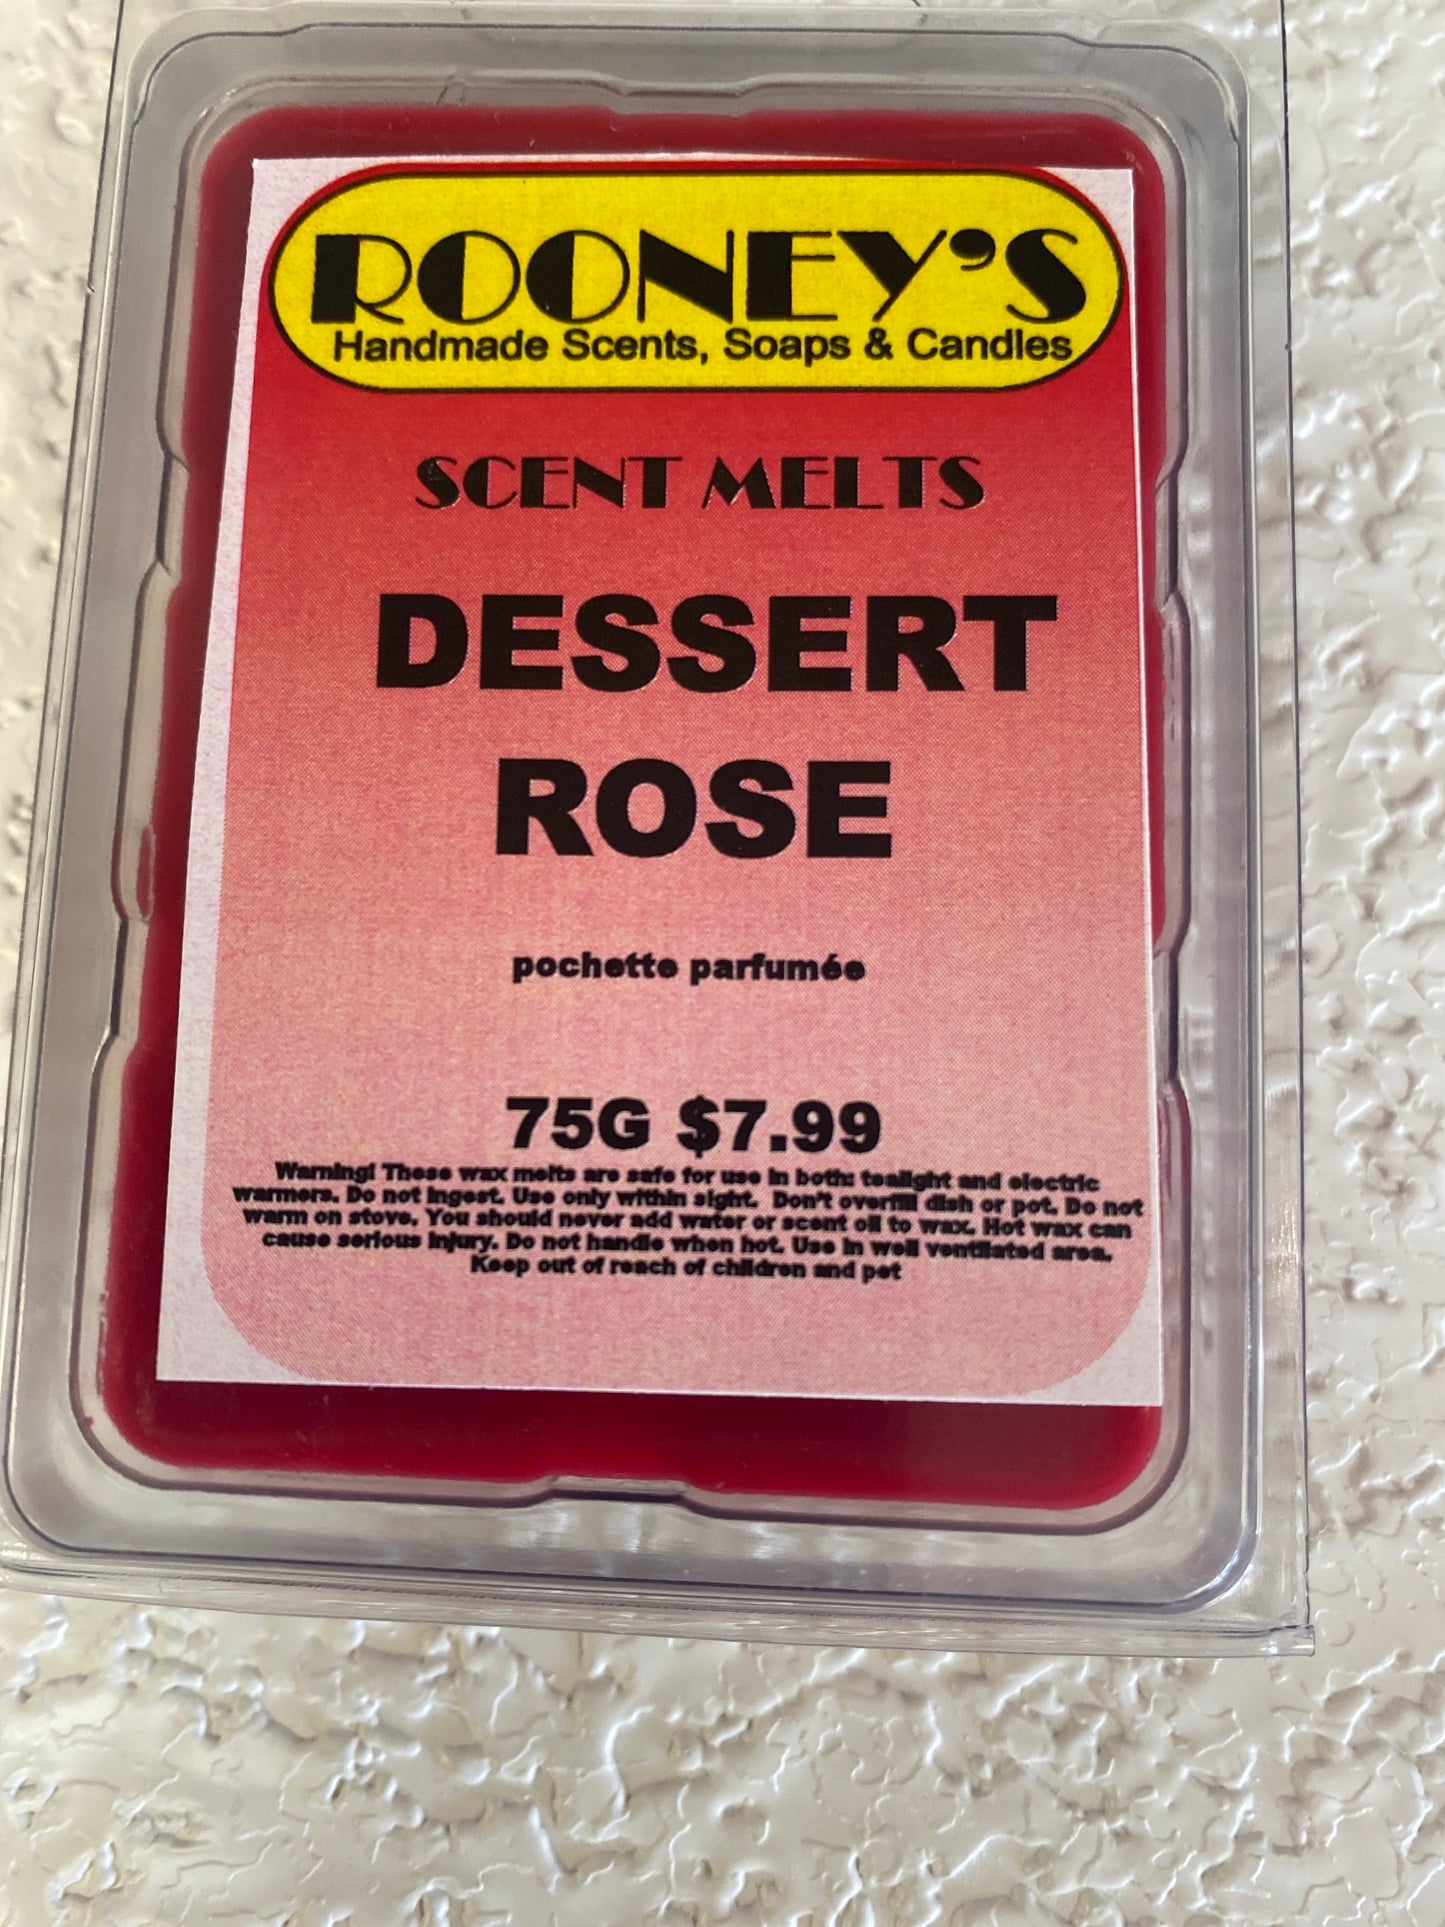 ROONEY'S
Handmade Scents, Soaps & Candles
SCENT MELTS
DESSERT
ROSE
pochette parfumée
75G $7.99
Warning! These wax melts are safe for use in both: tealight and electric
warmers. Do not ingest. Use only within sight. Don't overfill dish or pot. Do not
warm on stove. You should never add water or scent oil to wax. Hot wax can
cause serious injury. Do not handle when hot. Use in well ventilated area.
Keep out of reach of children and pet